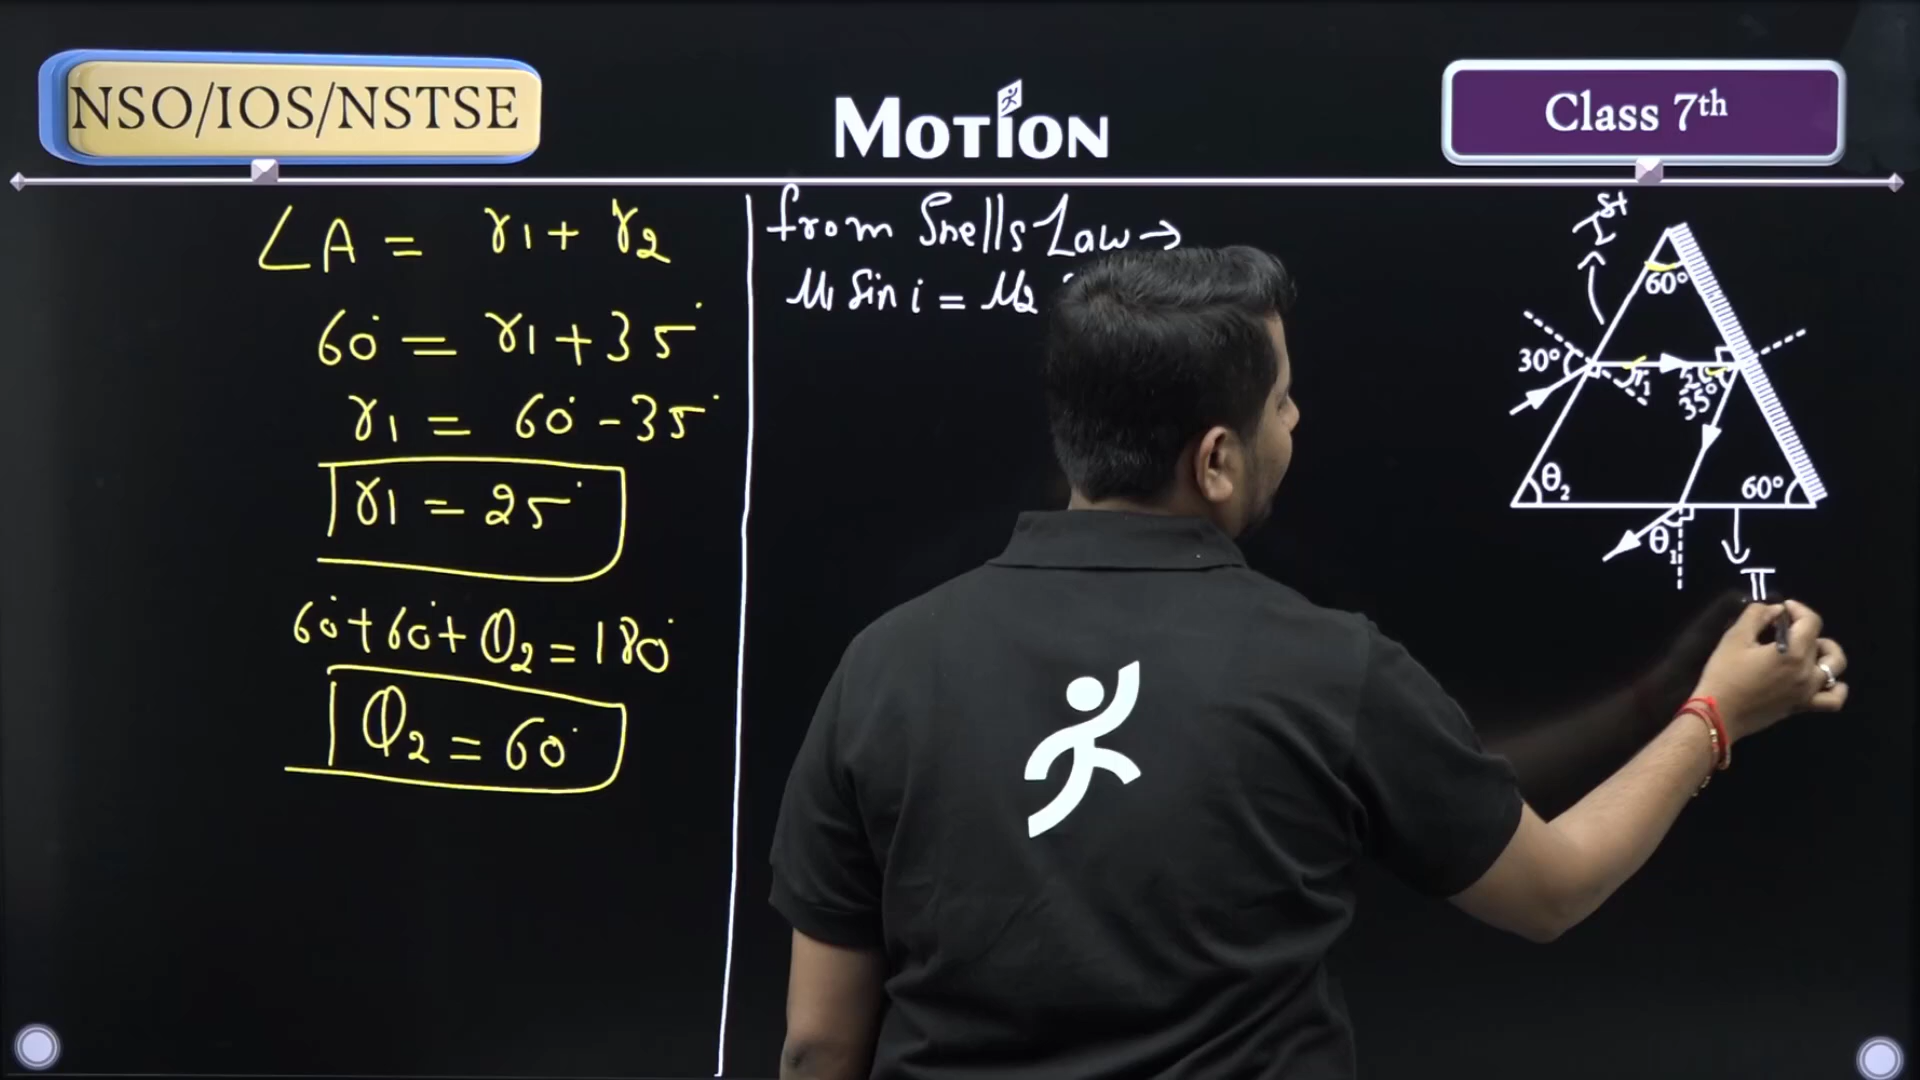 NSO/IOS/NSTSE
MOTION
Class 7th
∠A = r1 + r2
60° = r1 + 35°
r1 = 60° - 35°
r1 = 25°
60° + 60° + θ2 = 180°
θ2 = 60°
from Snells Law →
μ1 Sin i = μ2
Ist
60°
30°
r1
35°
θ2
60°
θ1
II